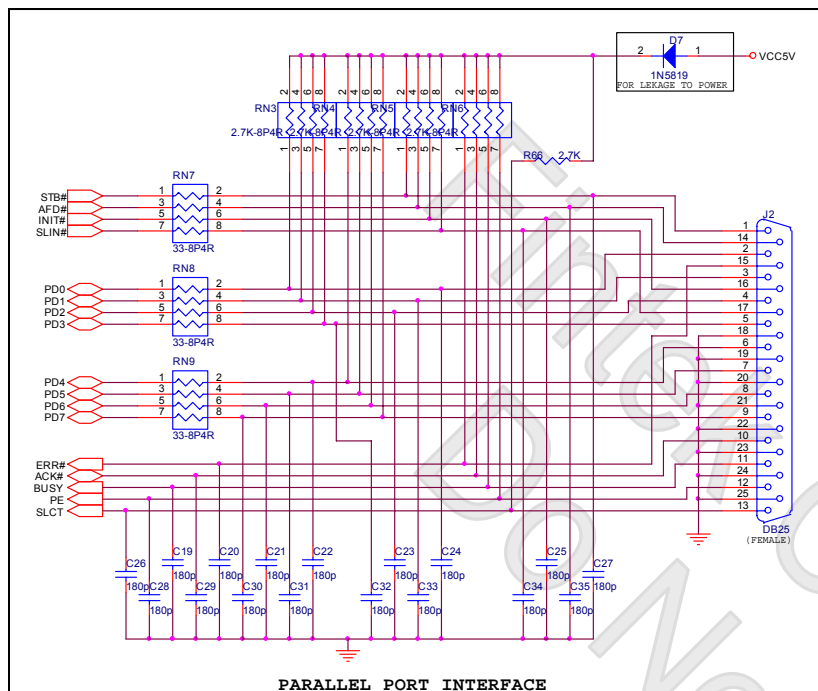 D7
2 1
VCC5V
1N5819
FOR LEKAGE TO POWER
2 4 6 8 2 4 6 8 2 4 6 8 2 4 6 8
RN3 RN4 RN5 RN6
2.7K-8P4R 2.7K-8P4R 2.7K-8P4R
1 3 5 7 1 3 5 7 1 3 5 7 1 3 5 7
R66 2.7K
RN7
STB# 1 2
AFD# 3 4
INIT# 5 6
SLIN# 7 8
33-8P4R
RN8
PD0 1 2
PD1 3 4
PD2 5 6
PD3 7 8
33-8P4R
RN9
PD4 1 2
PD5 3 4
PD6 5 6
PD7 7 8
33-8P4R
ERR#
ACK#
BUSY
PE
SLCT
J2
1
14
2
15
3
16
4
17
5
18
6
19
7
20
8
21
9
22
10
23
11
24
12
25
13
DB25
(FEMALE)
C26 180p
C28 180p
C19 180p
C29 180p
C20 180p
C30 180p
C21 180p
C31 180p
C22 180p
C32 180p
C23 180p
C33 180p
C24 180p
C34 180p
C25 180p
C35 180p
C27 180p
PARALLEL PORT INTERFACE
Fintek
Do